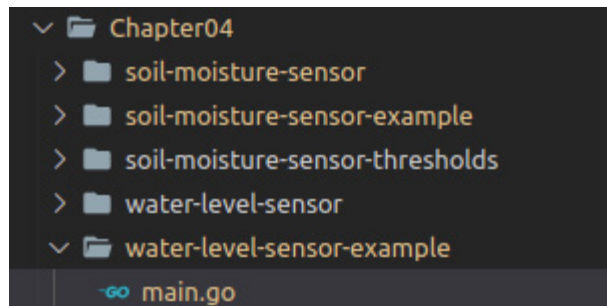 Chapter04
soil-moisture-sensor
soil-moisture-sensor-example
soil-moisture-sensor-thresholds
water-level-sensor
water-level-sensor-example
GO main.go